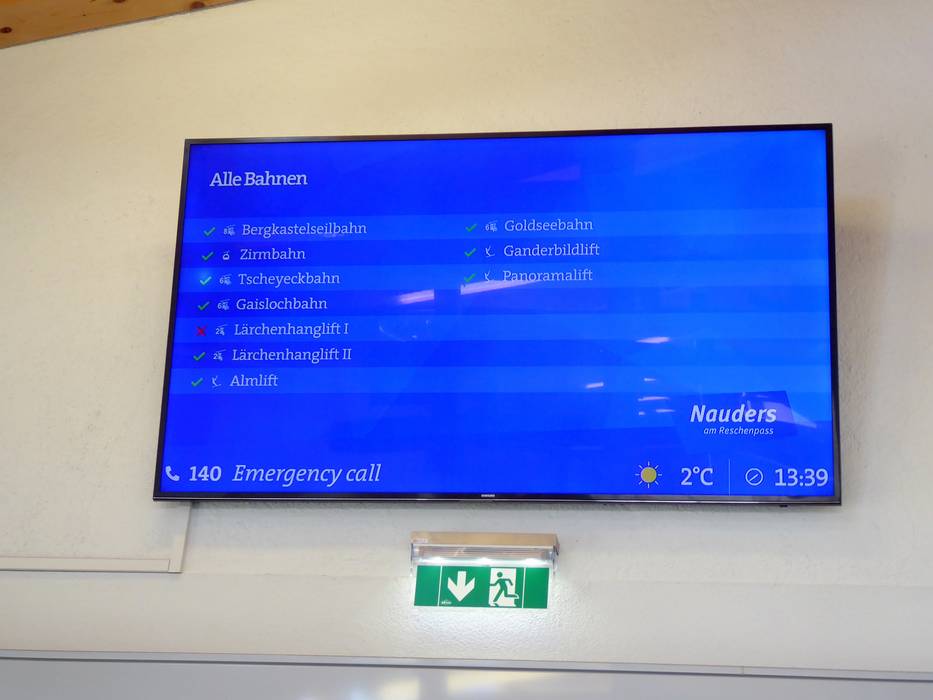 Alle Bahnen
Bergkastelseilbahn
Zirmbahn
Tscheyeckbahn
Gaislochbahn
Lärchenhanglift I
Lärchenhanglift II
Almlift
Goldseebahn
Ganderbildlift
Panoramalift
Nauders
am Reschenpass
140 Emergency call
2°C
13:39
SAMSUNG